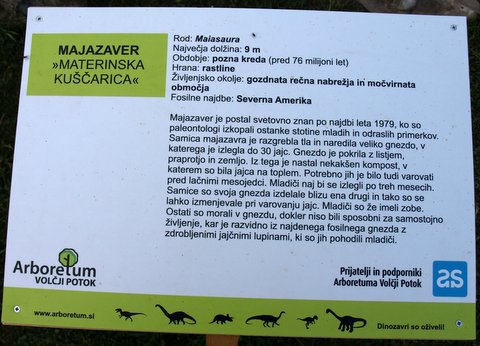 MAJAZAVER
»MATERINSKA
KUŠČARICA«
Rod: Maiasaura
Največja dolžina: 9 m
Obdobje: pozna kreda (pred 76 milijoni let)
Hrana: rastline
Življenjsko okolje: gozdnata rečna nabrežja in močvirnata
območja
Fosilne najdbe: Severna Amerika
Majazaver je postal svetovno znan po najdbi leta 1979, ko so
paleontologi izkopali ostanke stotine mladih in odraslih primerkov.
Samica majazavra je razgrebla tla in naredila veliko gnezdo, v
katerega je izlegla do 30 jajc. Gnezdo je pokrila z listjem,
praprotjo in zemljo. Iz tega je nastal nekakšen kompost, v
katerem so bila jajca na toplem. Potrebno jih je bilo tudi varovati
pred lačnimi mesojedci. Mladiči naj bi se izlegli po treh mesecih.
Samice so svoja gnezda izdelale blizu ena drugi in tako so se
lahko izmenjevale pri varovanju jajc. Mladiči so že imeli zobe.
Ostati so morali v gnezdu, dokler niso bili sposobni za samostojno
življenje, kar je razvidno iz najdenega fosilnega gnezda z
zdrobljenimi jajčnimi lupinami, ki so jih pohodili mladiči.
Arboretum
VOLČJI POTOK
Prijatelji in podporniki
Arboretuma Volčji Potok
as
www.arboretum.si
Dinozavri so oživeli!